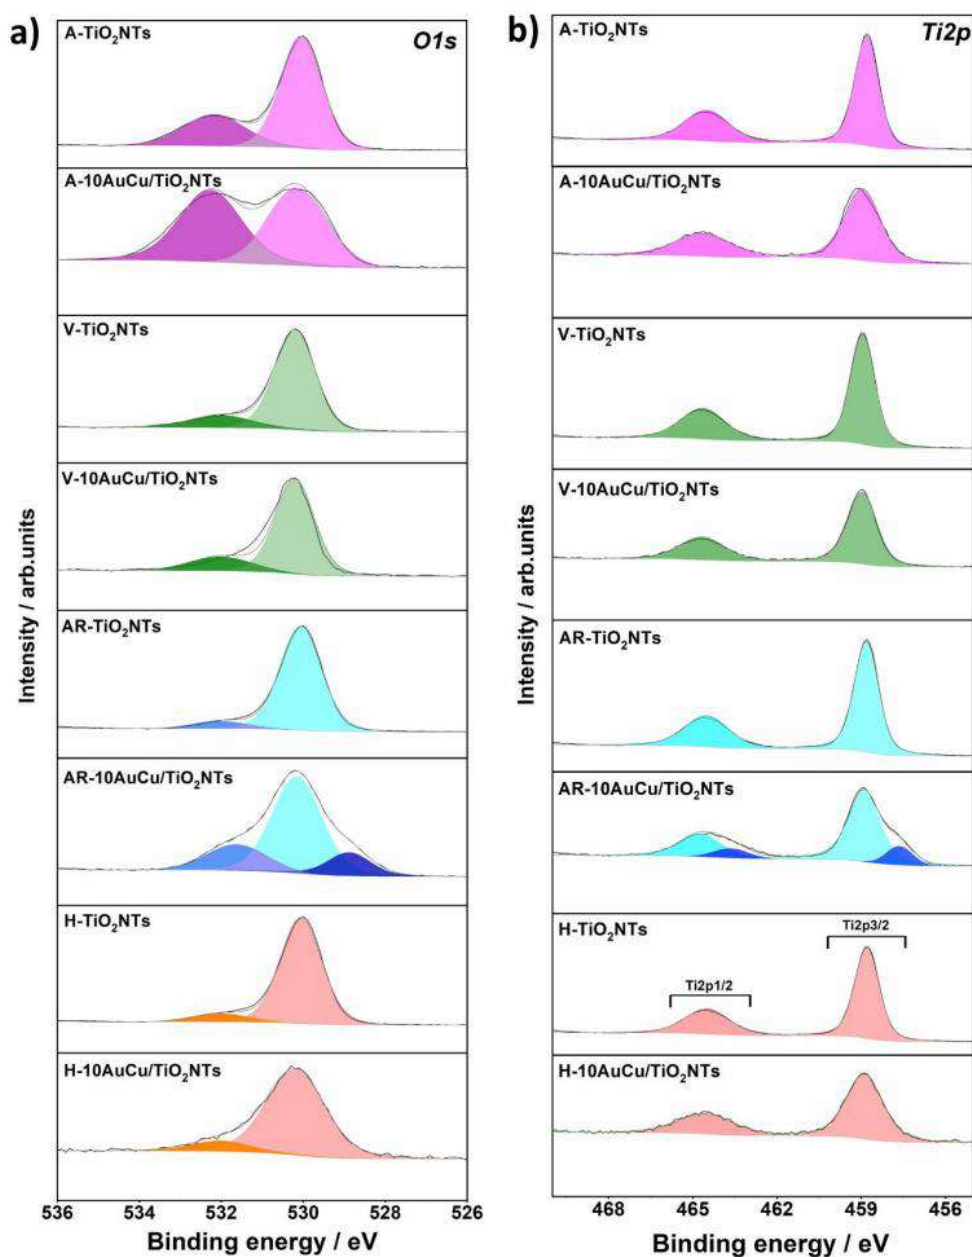 a)
A-TiO₂NTs
O1s
A-10AuCu/TiO₂NTs
V-TiO₂NTs
V-10AuCu/TiO₂NTs
AR-TiO₂NTs
AR-10AuCu/TiO₂NTs
H-TiO₂NTs
H-10AuCu/TiO₂NTs
Intensity / arb.units
536 534 532 530 528 526
Binding energy / eV
b)
A-TiO₂NTs
Ti2p
A-10AuCu/TiO₂NTs
V-TiO₂NTs
V-10AuCu/TiO₂NTs
AR-TiO₂NTs
AR-10AuCu/TiO₂NTs
H-TiO₂NTs
Ti2p3/2
Ti2p1/2
H-10AuCu/TiO₂NTs
Intensity / arb.units
468 465 462 459 456
Binding energy / eV